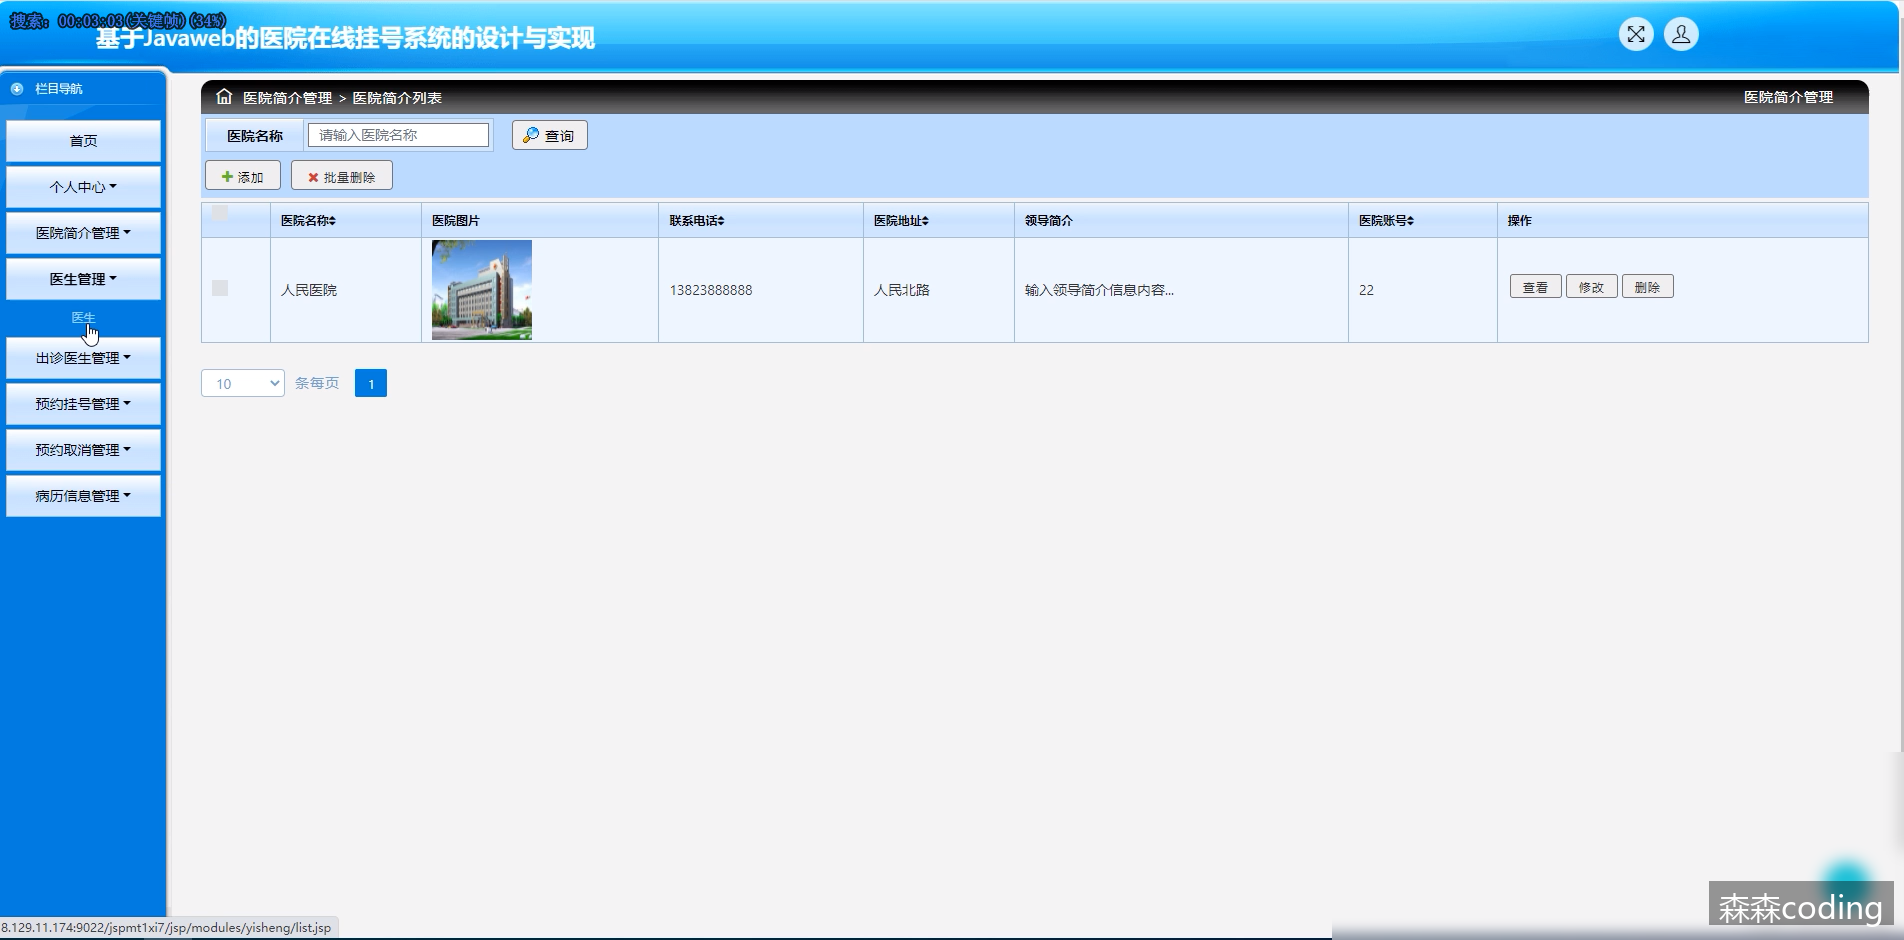 搜索: 00:03:03(关键帧) (34%)
基于Javaweb的医院在线挂号系统的设计与实现
栏目导航
首页
个人中心
医院简介管理
医生管理
医生
出诊医生管理
预约挂号管理
预约取消管理
病历信息管理
医院简介管理 > 医院简介列表
医院简介管理
医院名称 请输入医院名称 查询
添加 批量删除
医院名称 医院图片 联系电话 医院地址 领导简介 医院账号 操作
人民医院 13823888888 人民北路 输入领导简介信息内容... 22 查看 修改 删除
10 条每页 1
8.129.11.174:9022/jspmt1xi7/jsp/modules/yisheng/list.jsp
森森coding